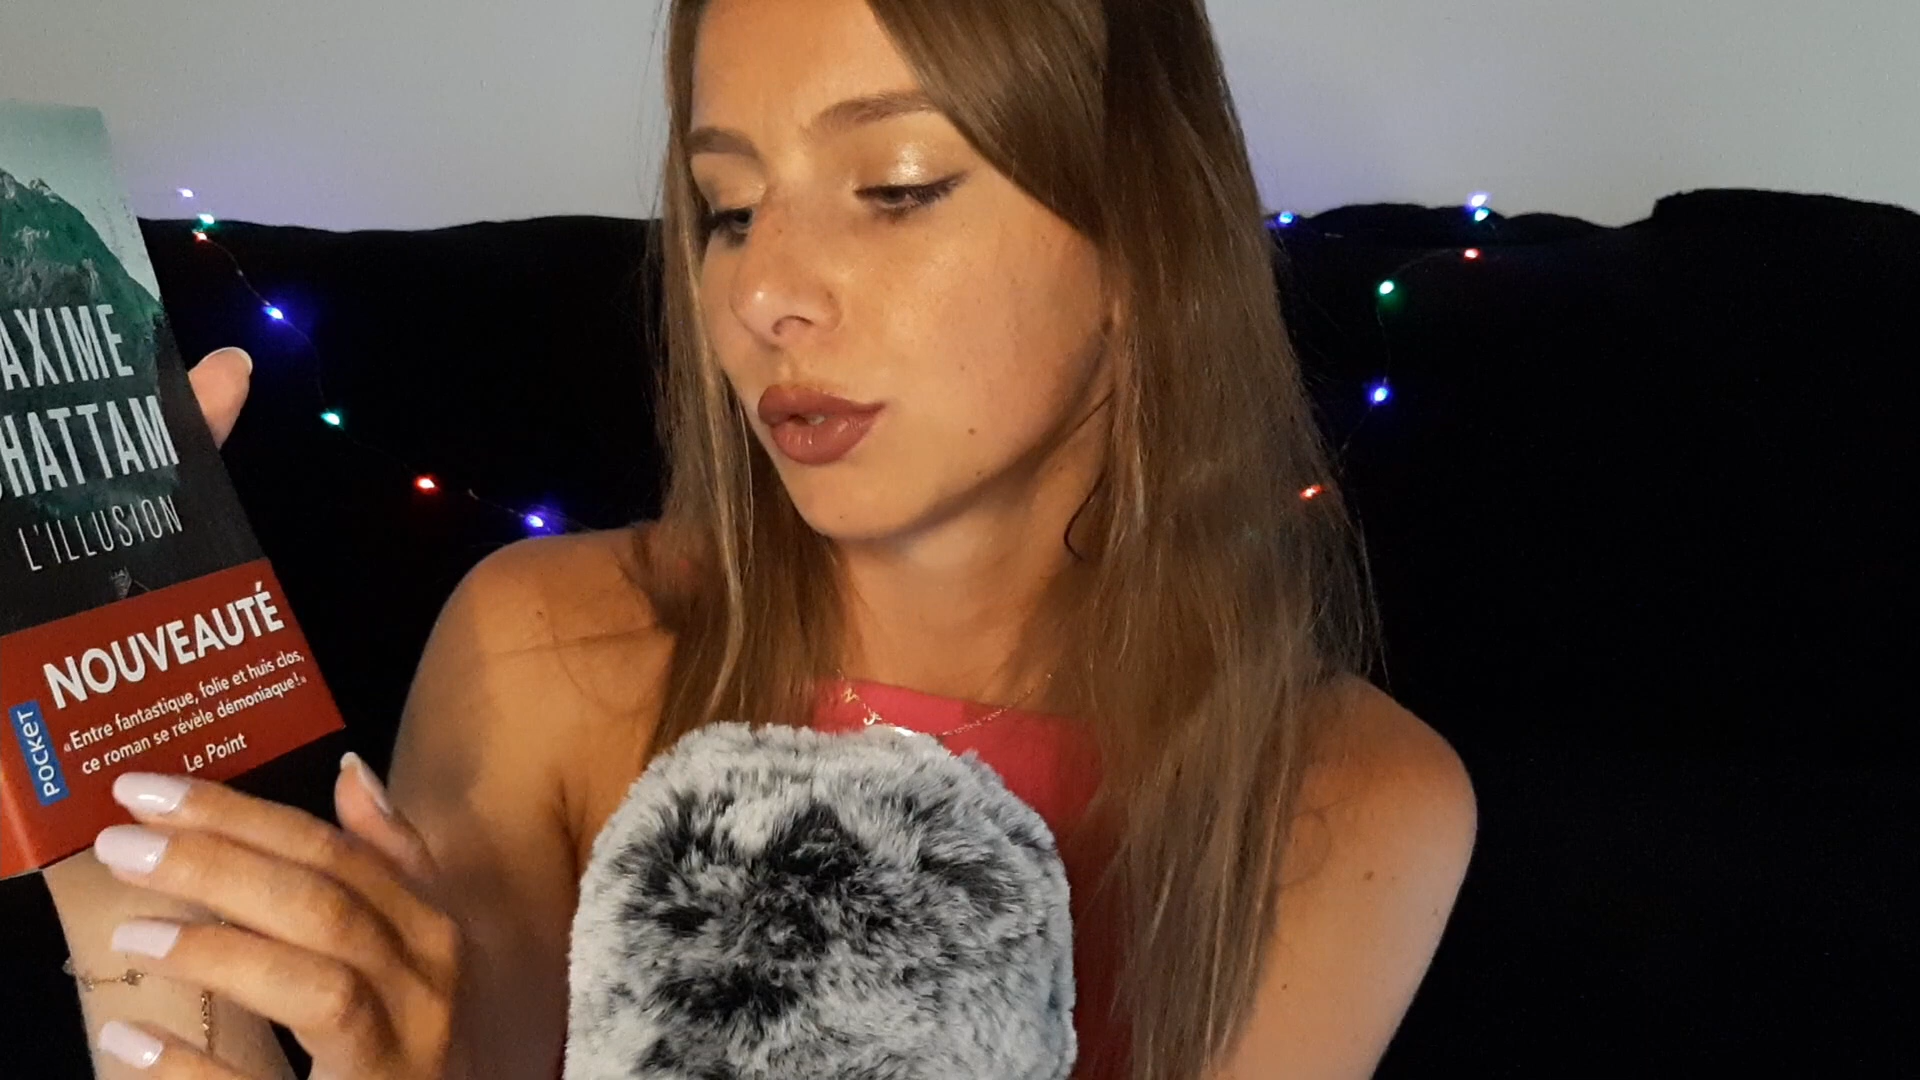 AXIME
HATTAM
L'ILLUSION
NOUVEAUTÉ
«Entre fantastique, folie et huis clos,
ce roman se révèle démoniaque!»
Le Point
POCKET